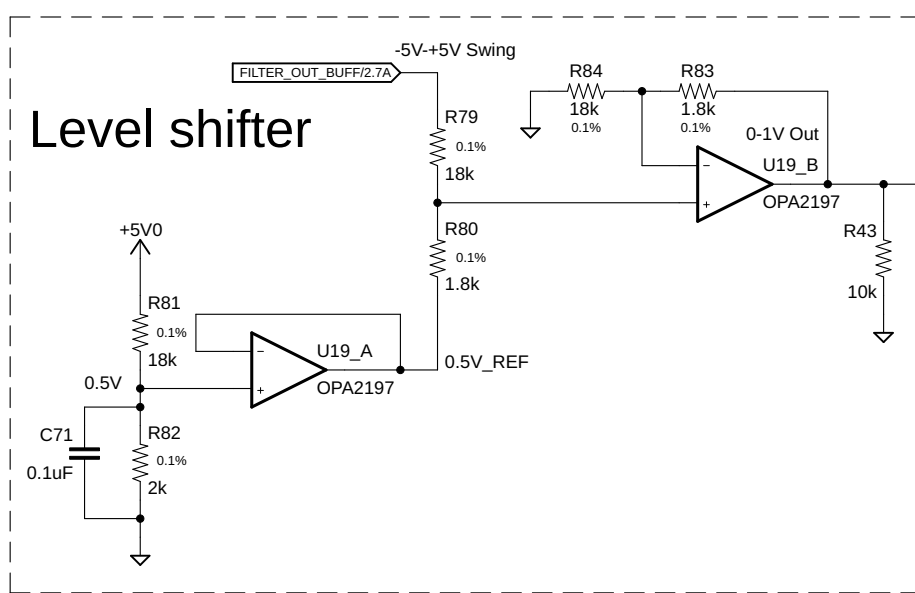 -5V-+5V Swing
FILTER_OUT_BUFF/2.7A
Level shifter
R79
0.1%
18k
R84
18k
0.1%
R83
1.8k
0.1%
0-1V Out
−
+
U19_B
OPA2197
R80
0.1%
1.8k
R43
10k
+5V0
R81
0.1%
18k
0.5V
−
+
U19_A
OPA2197
0.5V_REF
C71
0.1uF
R82
0.1%
2k